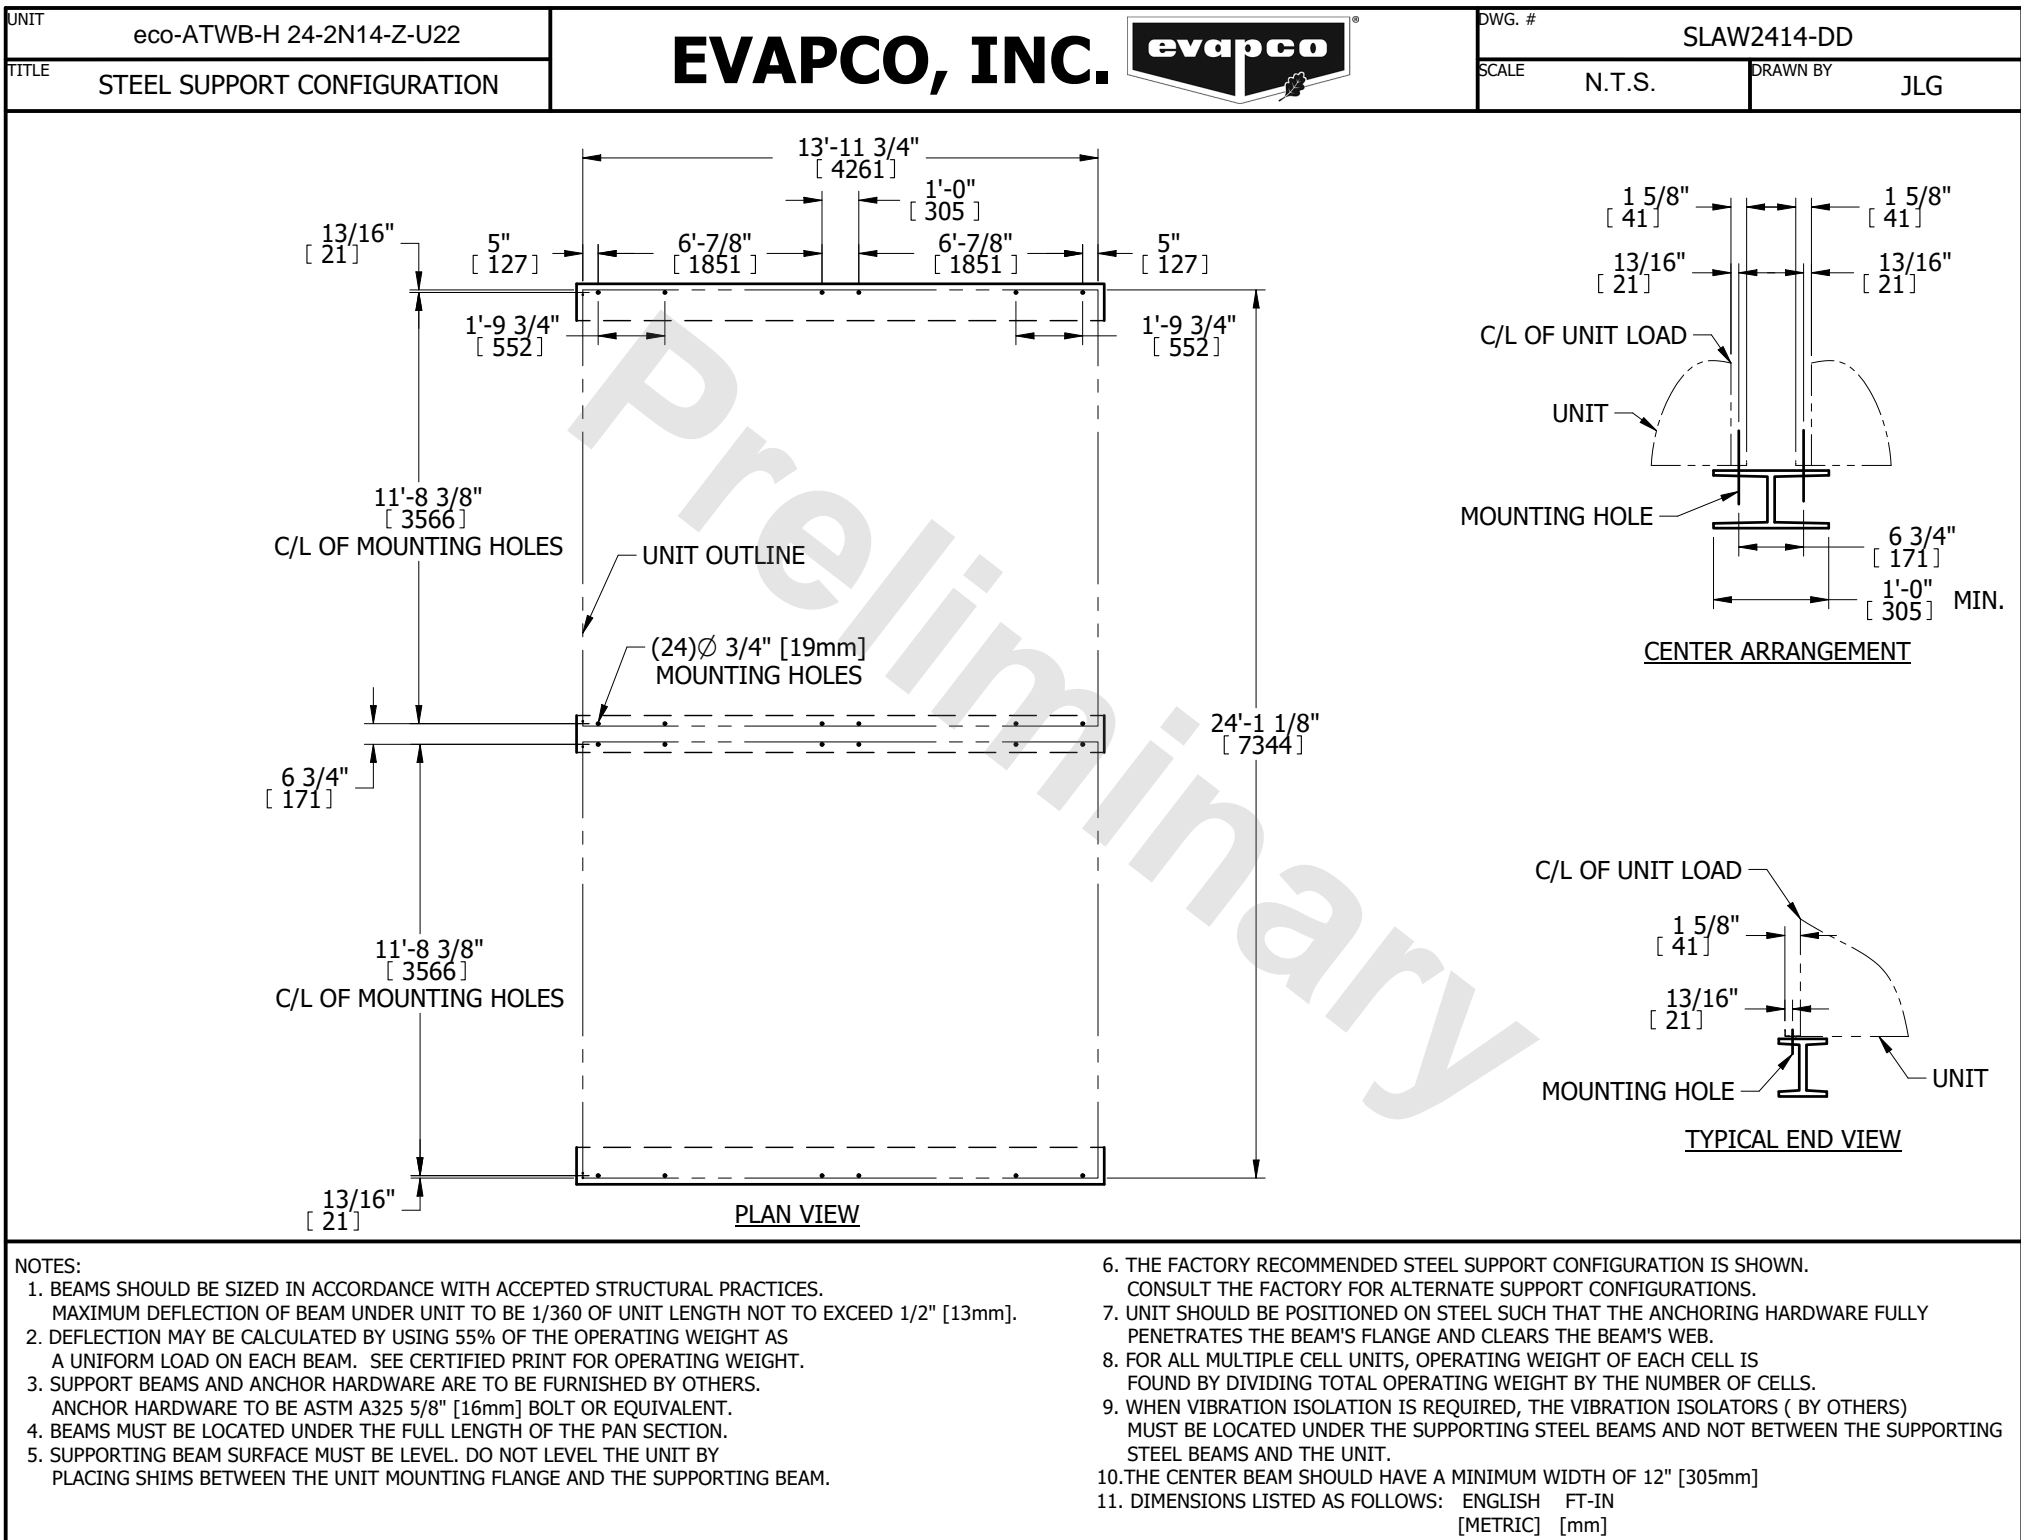 UNIT
eco-ATWB-H 24-2N14-Z-U22
TITLE
STEEL SUPPORT CONFIGURATION
EVAPCO, INC.
evapco
®
DWG. #
SLAW2414-DD
SCALE
N.T.S.
DRAWN BY
JLG
13'-11 3/4"
[ 4261]
1'-0"
[ 305 ]
13/16"
[ 21]
5"
[ 127]
6'-7/8"
[ 1851 ]
6'-7/8"
[ 1851 ]
5"
[ 127]
1'-9 3/4"
[ 552]
1'-9 3/4"
[ 552]
11'-8 3/8"
[ 3566]
C/L OF MOUNTING HOLES
UNIT OUTLINE
(24)Ø 3/4" [19mm]
MOUNTING HOLES
6 3/4"
[ 171]
24'-1 1/8"
[ 7344]
11'-8 3/8"
[ 3566]
C/L OF MOUNTING HOLES
13/16"
[ 21]
PLAN VIEW
Preliminary
1 5/8"
[ 41]
1 5/8"
[ 41]
13/16"
[ 21]
13/16"
[ 21]
C/L OF UNIT LOAD
UNIT
MOUNTING HOLE
6 3/4"
[ 171]
1'-0"
[ 305] MIN.
CENTER ARRANGEMENT
C/L OF UNIT LOAD
1 5/8"
[ 41]
13/16"
[ 21]
MOUNTING HOLE
UNIT
TYPICAL END VIEW
NOTES:
1. BEAMS SHOULD BE SIZED IN ACCORDANCE WITH ACCEPTED STRUCTURAL PRACTICES.
MAXIMUM DEFLECTION OF BEAM UNDER UNIT TO BE 1/360 OF UNIT LENGTH NOT TO EXCEED 1/2" [13mm].
2. DEFLECTION MAY BE CALCULATED BY USING 55% OF THE OPERATING WEIGHT AS
A UNIFORM LOAD ON EACH BEAM. SEE CERTIFIED PRINT FOR OPERATING WEIGHT.
3. SUPPORT BEAMS AND ANCHOR HARDWARE ARE TO BE FURNISHED BY OTHERS.
ANCHOR HARDWARE TO BE ASTM A325 5/8" [16mm] BOLT OR EQUIVALENT.
4. BEAMS MUST BE LOCATED UNDER THE FULL LENGTH OF THE PAN SECTION.
5. SUPPORTING BEAM SURFACE MUST BE LEVEL. DO NOT LEVEL THE UNIT BY
PLACING SHIMS BETWEEN THE UNIT MOUNTING FLANGE AND THE SUPPORTING BEAM.
6. THE FACTORY RECOMMENDED STEEL SUPPORT CONFIGURATION IS SHOWN.
CONSULT THE FACTORY FOR ALTERNATE SUPPORT CONFIGURATIONS.
7. UNIT SHOULD BE POSITIONED ON STEEL SUCH THAT THE ANCHORING HARDWARE FULLY
PENETRATES THE BEAM'S FLANGE AND CLEARS THE BEAM'S WEB.
8. FOR ALL MULTIPLE CELL UNITS, OPERATING WEIGHT OF EACH CELL IS
FOUND BY DIVIDING TOTAL OPERATING WEIGHT BY THE NUMBER OF CELLS.
9. WHEN VIBRATION ISOLATION IS REQUIRED, THE VIBRATION ISOLATORS ( BY OTHERS)
MUST BE LOCATED UNDER THE SUPPORTING STEEL BEAMS AND NOT BETWEEN THE SUPPORTING
STEEL BEAMS AND THE UNIT.
10.THE CENTER BEAM SHOULD HAVE A MINIMUM WIDTH OF 12" [305mm]
11. DIMENSIONS LISTED AS FOLLOWS: ENGLISH FT-IN
[METRIC] [mm]